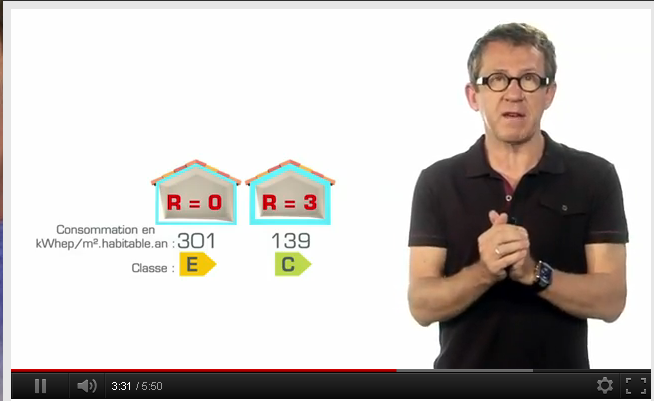 R = 0 R = 3
Consommation en
kWhep/m².habitable.an : 301 139
Classe : E C
3:31 / 5:50